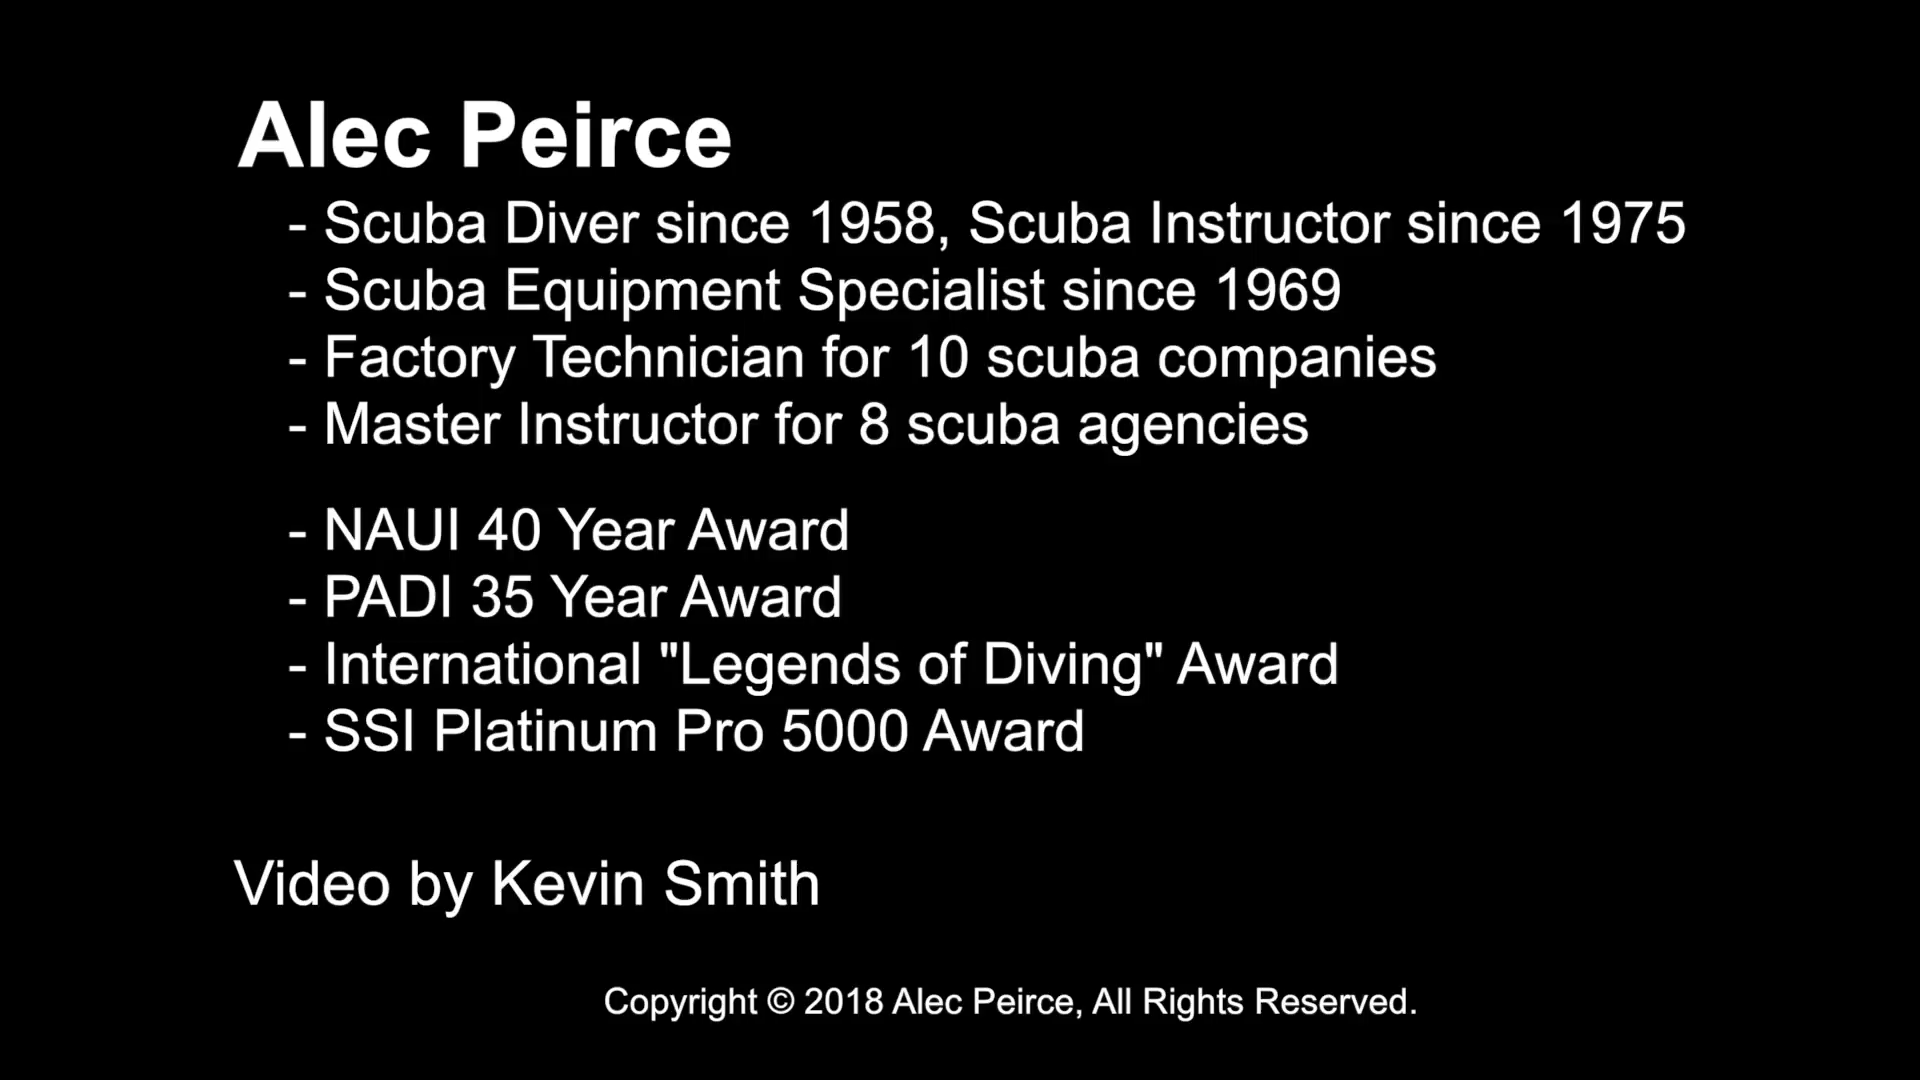 Alec Peirce
- Scuba Diver since 1958, Scuba Instructor since 1975
- Scuba Equipment Specialist since 1969
- Factory Technician for 10 scuba companies
- Master Instructor for 8 scuba agencies
- NAUI 40 Year Award
- PADI 35 Year Award
- International "Legends of Diving" Award
- SSI Platinum Pro 5000 Award
Video by Kevin Smith
Copyright © 2018 Alec Peirce, All Rights Reserved.